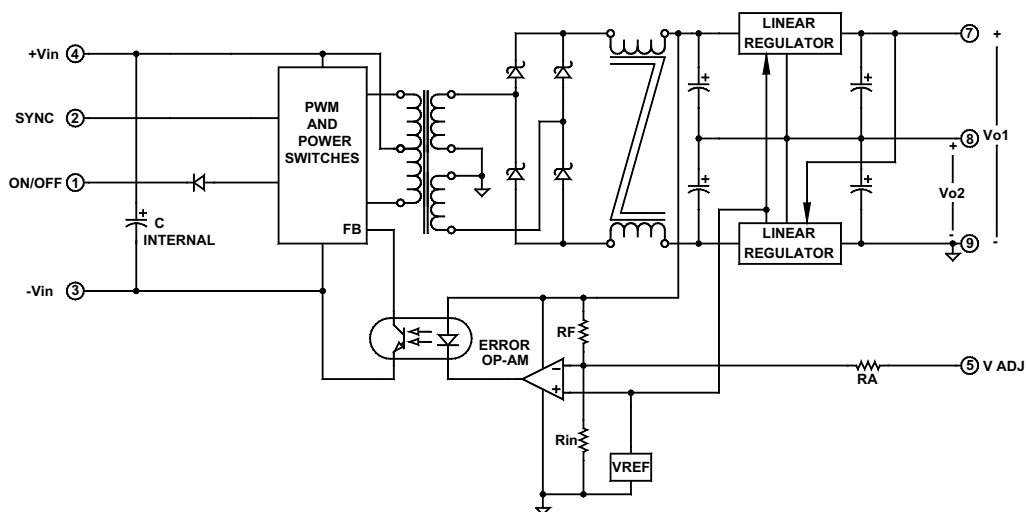 LINEAR
REGULATOR
7
+
+Vin 4
+
PWM
AND
POWER
SWITCHES
+
+
SYNC 2
8
Vo1
+
ON/OFF 1
+
+
Vo2
+
C
INTERNAL
FB
LINEAR
REGULATOR
-
-
9
-Vin 3
ERROR
OP-AM
RF
−
+
RA
5 V ADJ
Rin
VREF